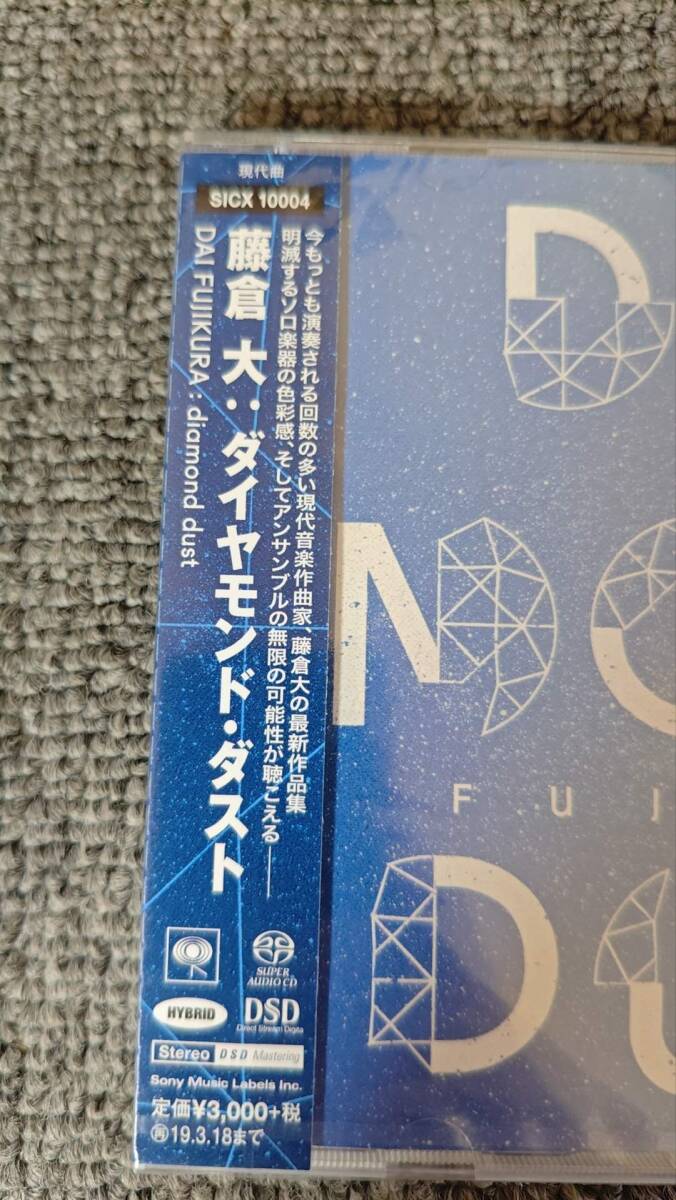 現代曲
SICX 10004
今もっとも演奏される回数の多い現代音楽作曲家、藤倉大の最新作品集
明滅するソロ楽器の色彩感、そしてアンサンブルの無限の可能性が聴こえる——
藤倉 大：ダイヤモンド・ダスト
DAI FUJIKURA : diamond dust
SUPER
AUDIO CD
HYBRID
DSD
Direct Stream Digital
Stereo DSD Mastering
Sony Music Labels Inc.
定価¥3,000+税
再19.3.18まで
D
MO
FUJ
DU